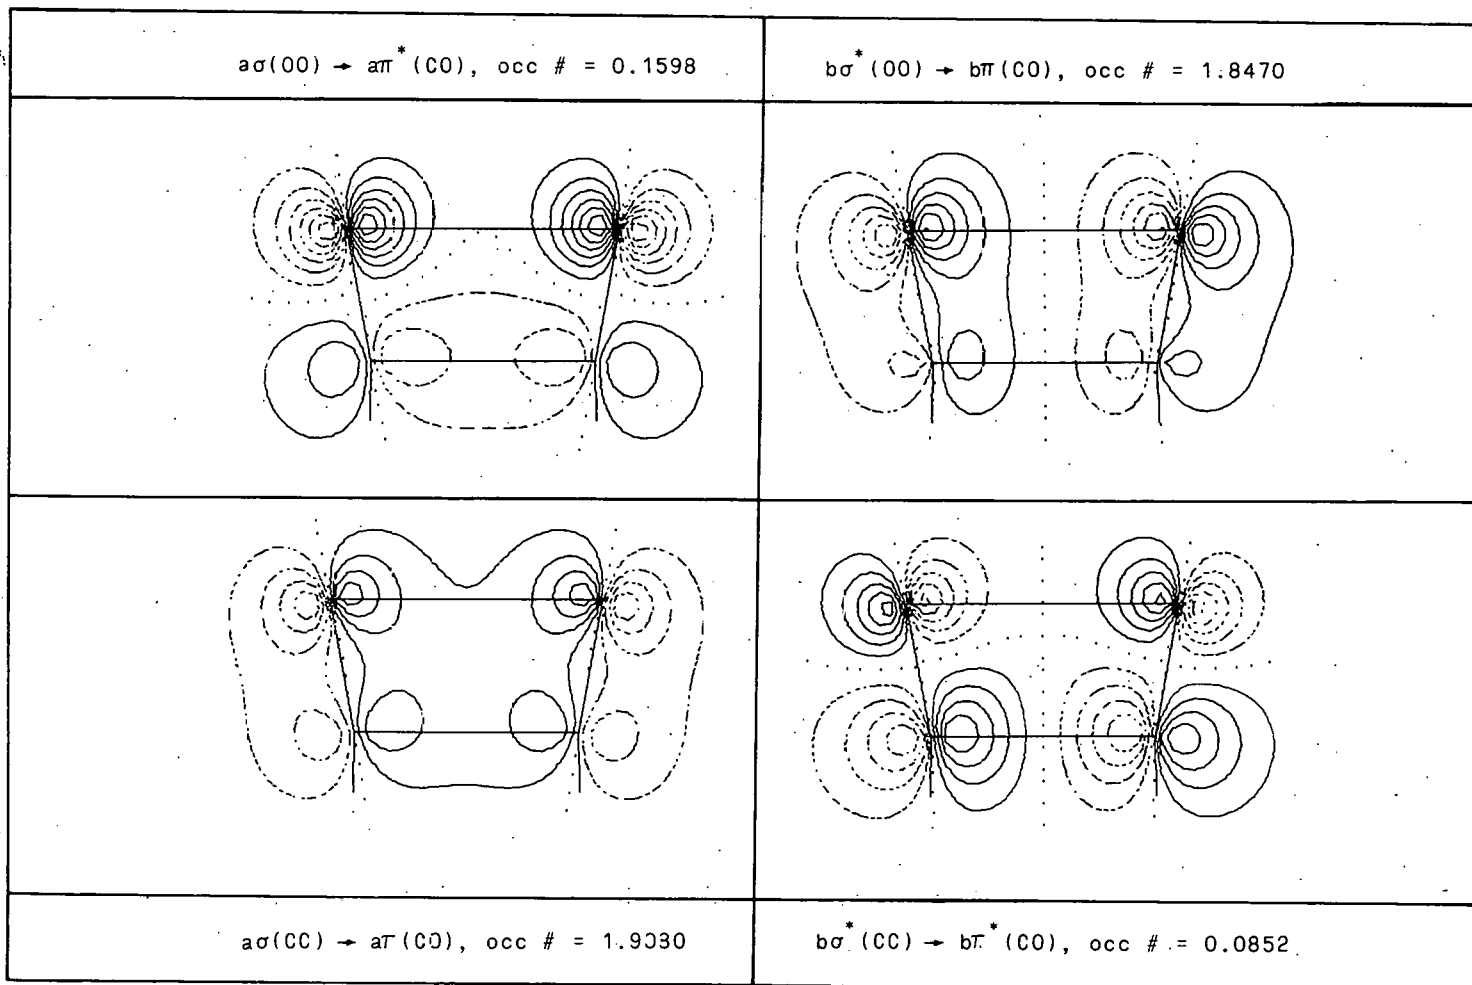 aσ(OO) → aπ*(CO), occ # = 0.1598
bσ*(OO) → bπ(CO), occ # = 1.8470
aσ(CC) → aπ(CO), occ # = 1.9030
bσ*(CC) → bπ*(CO), occ # = 0.0852